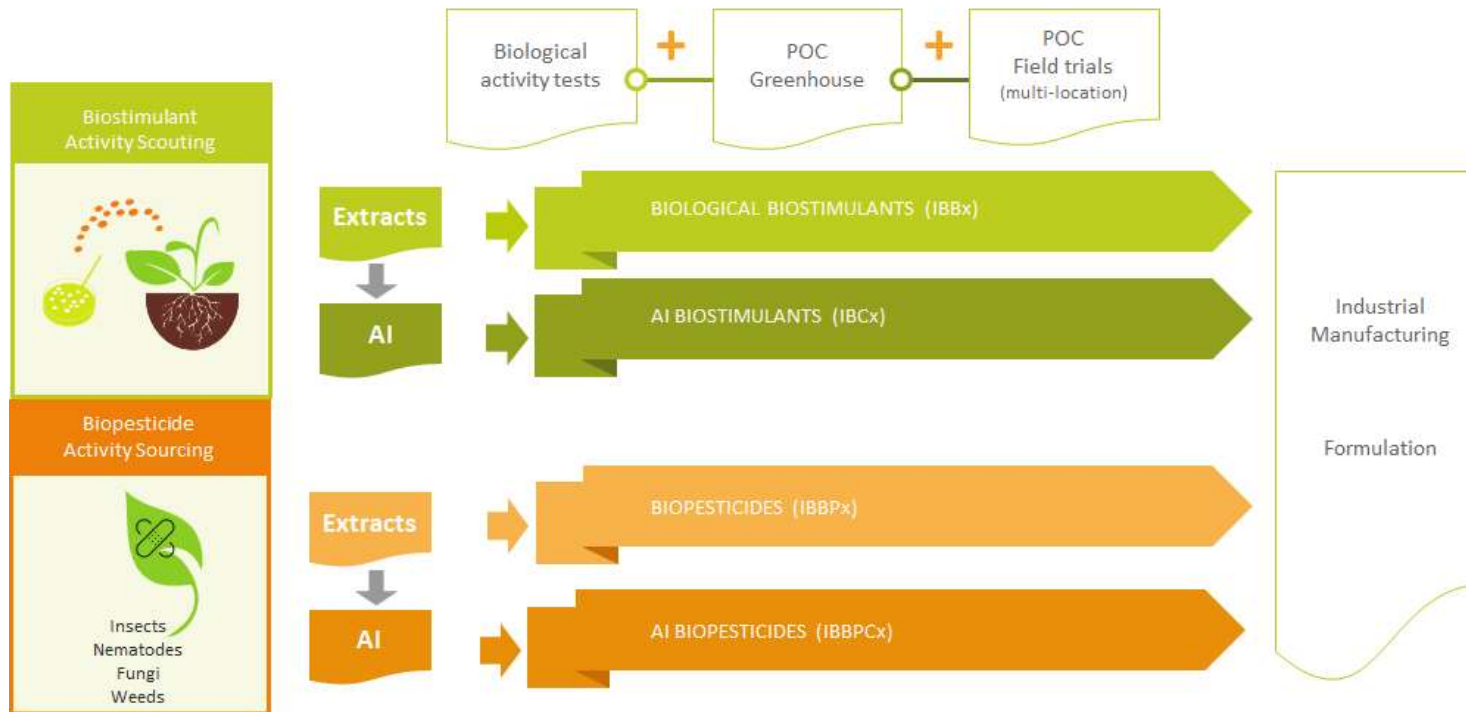 Biological
activity tests
+
POC
Greenhouse
+
POC
Field trials
(multi-location)
Biostimulant
Activity Scouting
Extracts
BIOLOGICAL BIOSTIMULANTS (IBBx)
AI
AI BIOSTIMULANTS (IBCx)
Biopesticide
Activity Sourcing
Insects
Nematodes
Fungi
Weeds
Extracts
BIOPESTICIDES (IBBPx)
AI
AI BIOPESTICIDES (IBBPCx)
Industrial
Manufacturing
Formulation